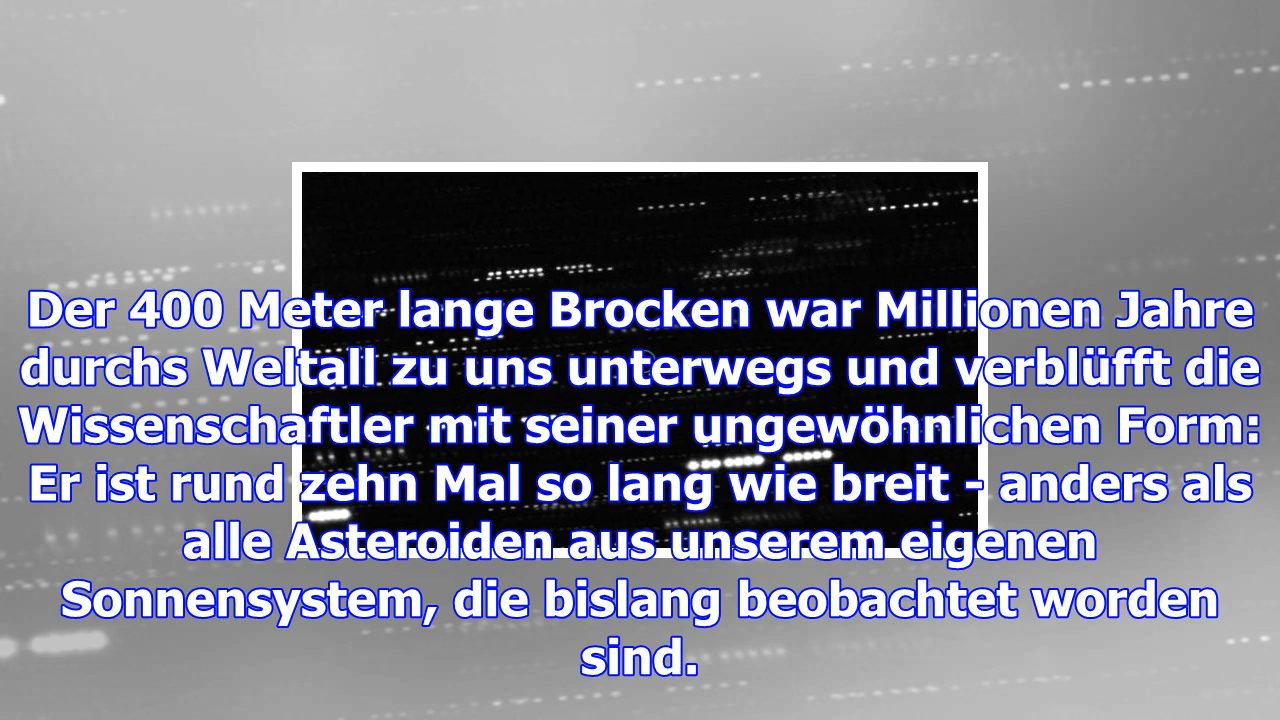 Der 400 Meter lange Brocken war Millionen Jahre
durchs Weltall zu uns unterwegs und verblüfft die
Wissenschaftler mit seiner ungewöhnlichen Form:
Er ist rund zehn Mal so lang wie breit - anders als
alle Asteroiden aus unserem eigenen
Sonnensystem, die bislang beobachtet worden
sind.